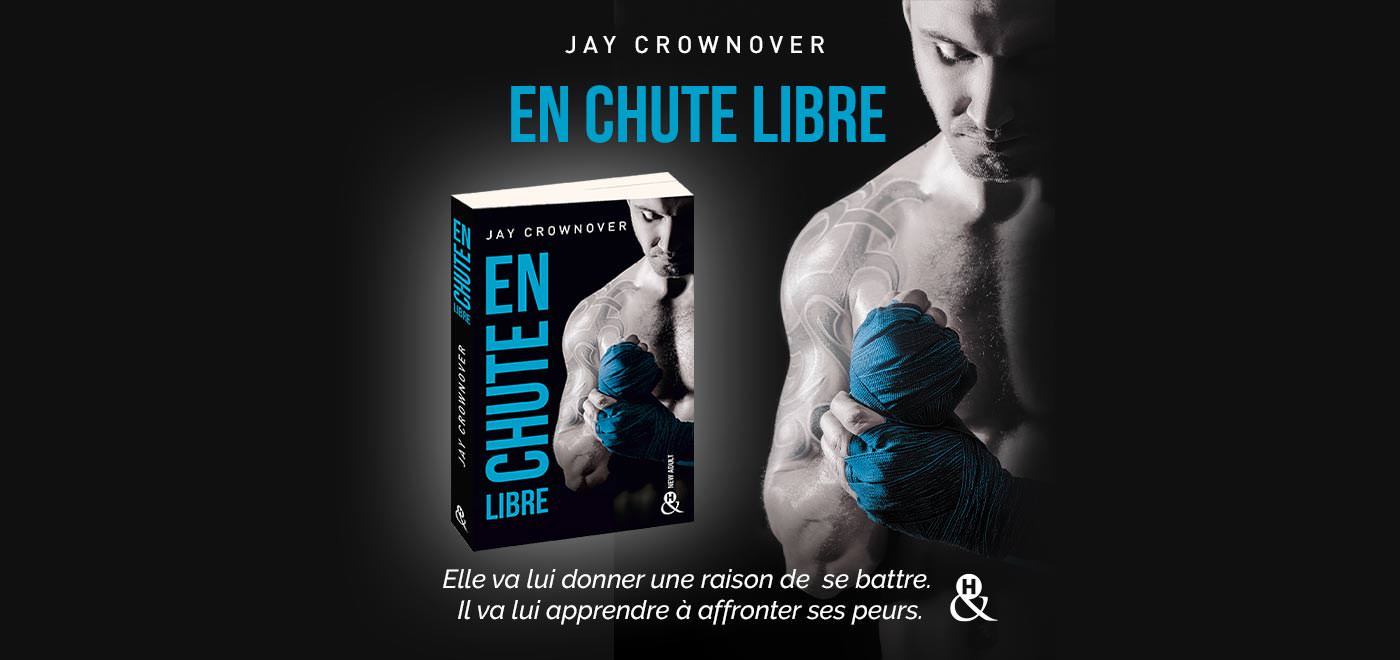 JAY CROWNOVER
EN CHUTE LIBRE
EN
CHUTE
LIBRE
JAY CROWNOVER
&H
JAY CROWNOVER
EN
CHUTE
LIBRE
&H NEW ADULT
Elle va lui donner une raison de se battre.
Il va lui apprendre à affronter ses peurs.
&H